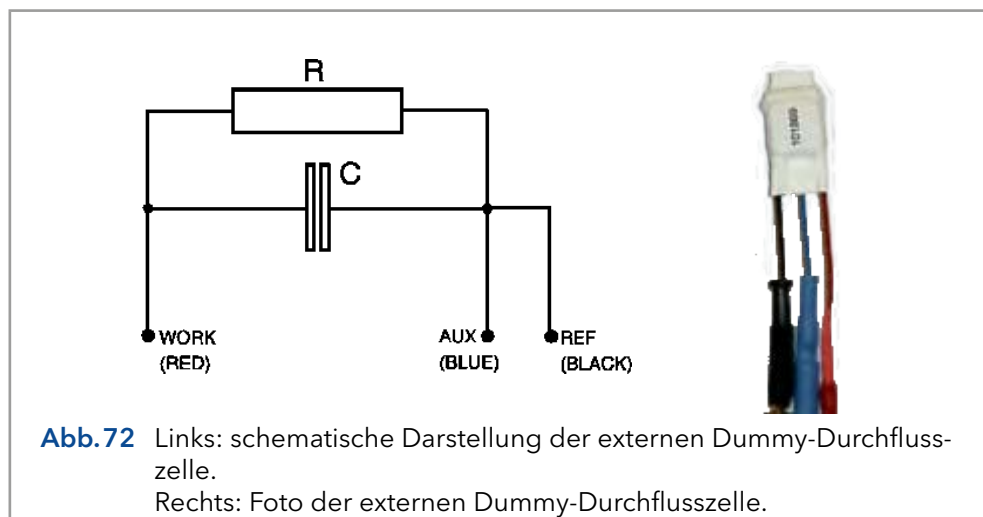 R
C
WORK
(RED)
AUX
(BLUE)
REF
(BLACK)
101369
Abb.72 Links: schematische Darstellung der externen Dummy-Durchfluss-
zelle.
Rechts: Foto der externen Dummy-Durchflusszelle.